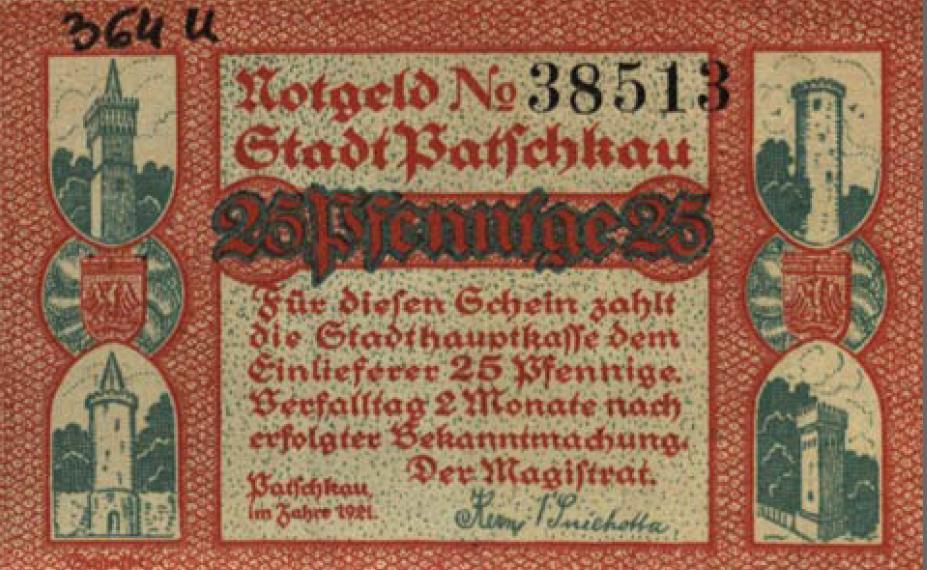 364 U
Notgeld No 38513
Stadt Patſchkau
25 Pfennige 25
Für dieſen Schein zahlt
die Stadthauptkaſſe dem
Einlieferer 25 Pfennige.
Verfalltag 2 Monate nach
erfolgter Bekanntmachung.
Der Magiſtrat.
Patſchkau,
im Jahre 1921.